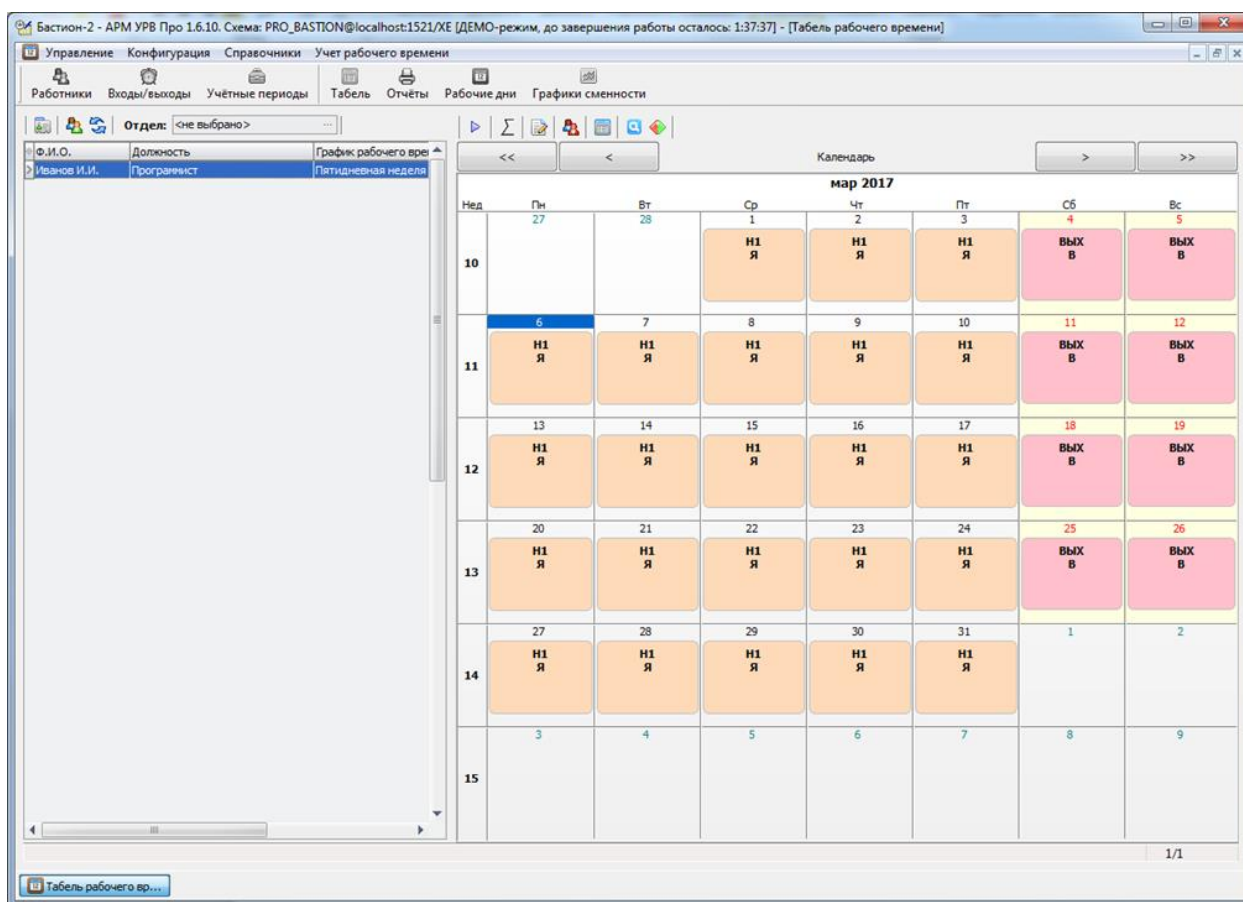 Бастион-2 - АРМ УРВ Про 1.6.10. Схема: PRO_BASTION@localhost:1521/XE [ДЕМО-режим, до завершения работы осталось: 1:37:37] - [Табель рабочего времени]
Управление Конфигурация Справочники Учет рабочего времени
Работники Входы/выходы Учётные периоды Табель Отчёты Рабочие дни Графики сменности
Отдел: <не выбрано> ...
Ф.И.О. Должность График рабочего вре
Иванов И.И. Программист Пятидневная неделя
<< < Календарь > >>
мар 2017
Нед Пн Вт Ср Чт Пт Сб Вс
27 28 1 2 3 4 5
Н1 Н1 Н1 ВЫХ ВЫХ
Я Я Я В В
10
6 7 8 9 10 11 12
Н1 Н1 Н1 Н1 Н1 ВЫХ ВЫХ
Я Я Я Я Я В В
11
13 14 15 16 17 18 19
Н1 Н1 Н1 Н1 Н1 ВЫХ ВЫХ
Я Я Я Я Я В В
12
20 21 22 23 24 25 26
Н1 Н1 Н1 Н1 Н1 ВЫХ ВЫХ
Я Я Я Я Я В В
13
27 28 29 30 31 1 2
Н1 Н1 Н1 Н1 Н1
Я Я Я Я Я
14
3 4 5 6 7 8 9
15
1/1
Табель рабочего вр...